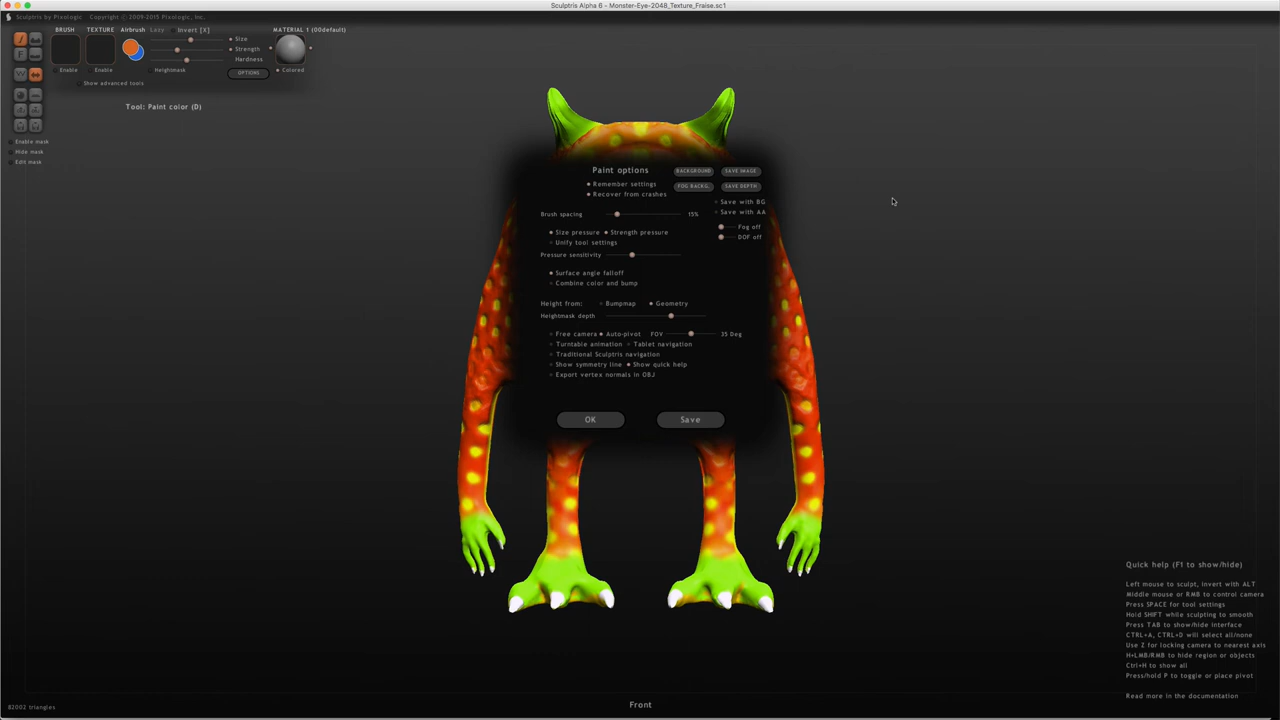 Sculptris Alpha 6 - Monster-Eye-2048_Texture_Fraise.sc1
Sculptris by Pixologic Copyright ©2009-2015 Pixologic, Inc.
BRUSH TEXTURE Airbrush Lazy Invert [X] MATERIAL 1 (00default)
Size
Strength
Hardness
Enable Enable Heightmask OPTIONS Colored
Show advanced tools
Tool: Paint color (D)
Enable mask
Hide mask
Edit mask
Paint options BACKGROUND SAVE IMAGE
Remember settings FOG BACKG. SAVE DEPTH
Recover from crashes
Save with BG
Save with AA
Brush spacing 15%
Fog off
Size pressure Strength pressure DOF off
Unify tool settings
Pressure sensitivity
Surface angle falloff
Combine color and bump
Height from: Bumpmap Geometry
Heightmask depth
Free camera Auto-pivot FOV 35 Deg
Turntable animation Tablet navigation
Traditional Sculptris navigation
Show symmetry line Show quick help
Export vertex normals in OBJ
OK Save
Quick help (F1 to show/hide)
Left mouse to sculpt, invert with ALT
Middle mouse or RMB to control camera
Press SPACE for tool settings
Hold SHIFT while sculpting to smooth
Press TAB to show/hide interface
CTRL+A, CTRL+D will select all/none
Use Z for locking camera to nearest axis
H+LMB/RMB to hide region or objects
Ctrl+H to show all
Press/hold P to toggle or place pivot
Read more in the documentation
Front
82002 triangles